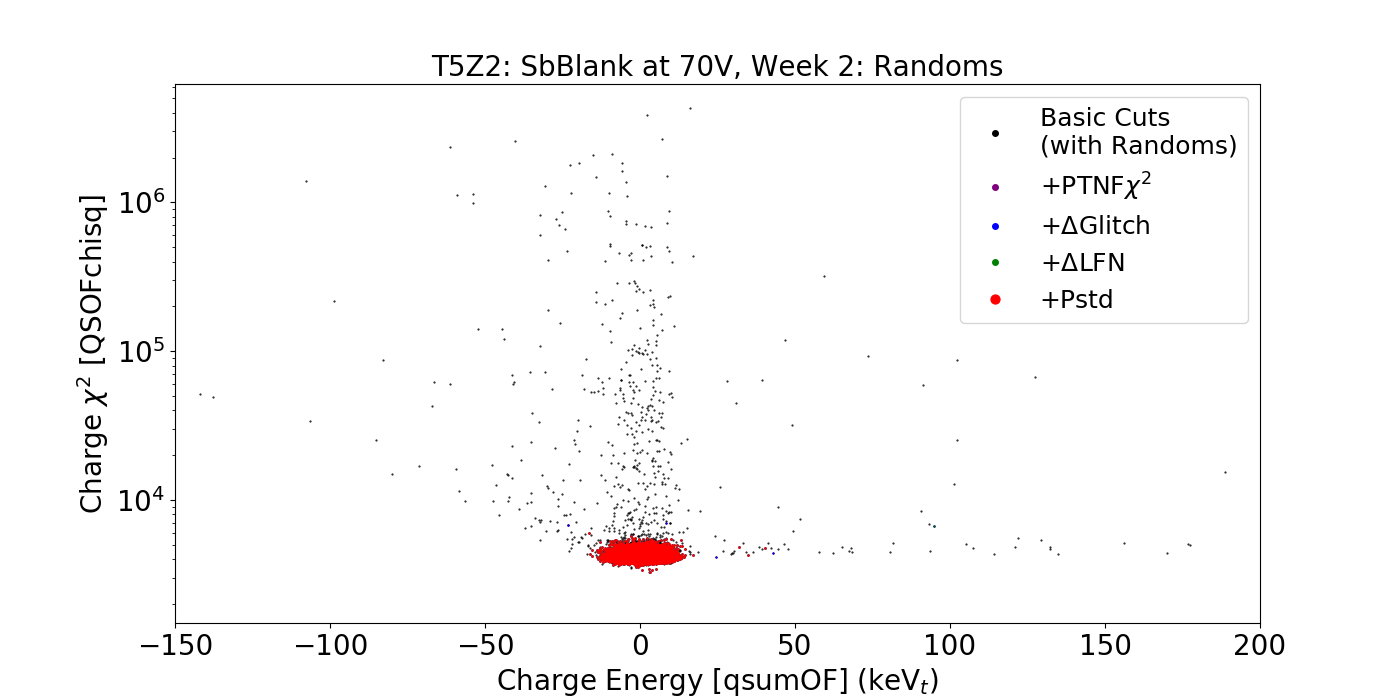 T5Z2: SbBlank at 70V, Week 2: Randoms
Basic Cuts
(with Randoms)
+PTNFχ²
+ΔGlitch
+ΔLFN
+Pstd
10⁶
10⁵
10⁴
Charge χ² [QSOFchisq]
−150 −100 −50 0 50 100 150 200
Charge Energy [qsumOF] (keVₜ)